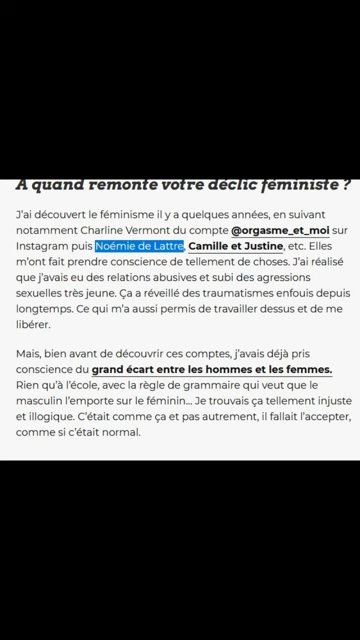 A quand remonte votre déclic féministe ?
J'ai découvert le féminisme il y a quelques années, en suivant
notamment Charline Vermont du compte @orgasme_et_moi sur
Instagram puis Noémie de Lattre, Camille et Justine, etc. Elles
m'ont fait prendre conscience de tellement de choses. J'ai réalisé
que j'avais eu des relations abusives et subi des agressions
sexuelles très jeune. Ça a réveillé des traumatismes enfouis depuis
longtemps. Ce qui m'a aussi permis de travailler dessus et de me
libérer.
Mais, bien avant de découvrir ces comptes, j'avais déjà pris
conscience du grand écart entre les hommes et les femmes.
Rien qu'à l'école, avec la règle de grammaire qui veut que le
masculin l'emporte sur le féminin... Je trouvais ça tellement injuste
et illogique. C'était comme ça et pas autrement, il fallait l'accepter,
comme si c'était normal.